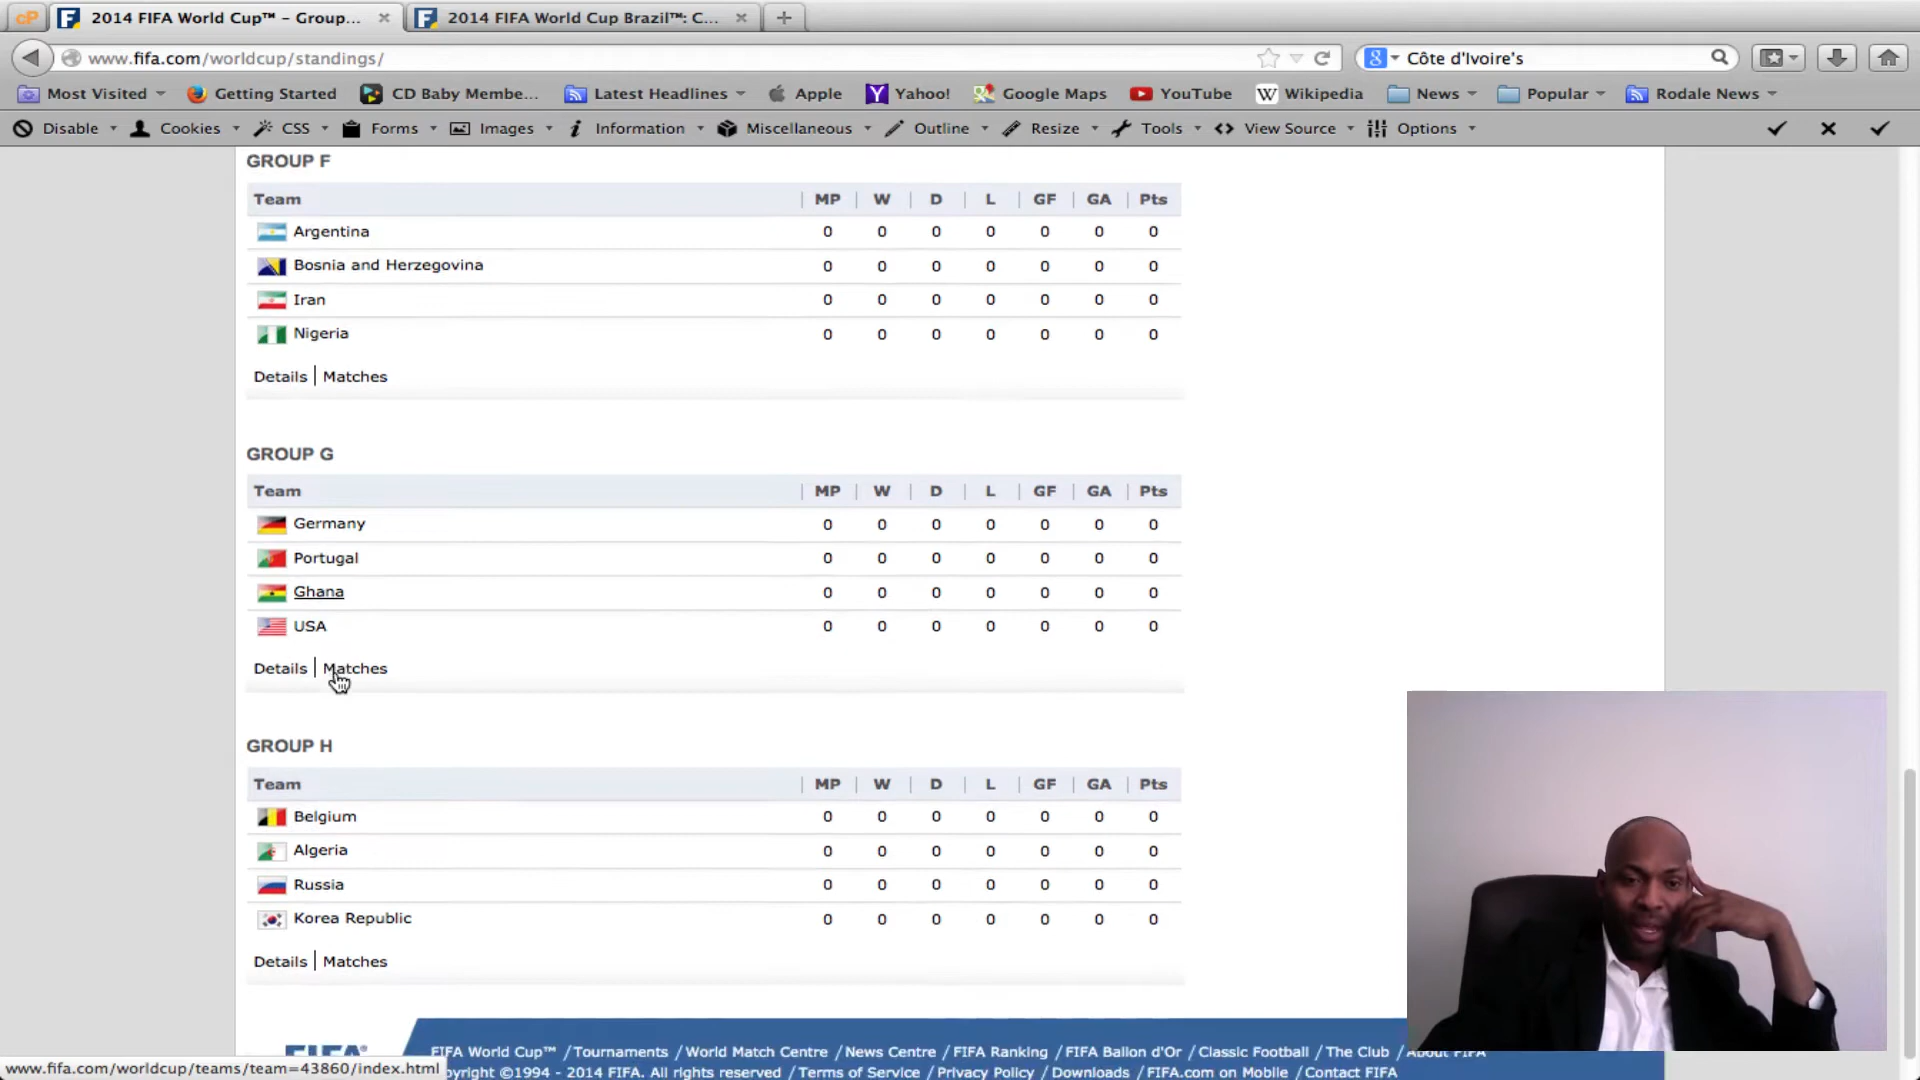 cP 2014 FIFA World Cup™ – Group... 2014 FIFA World Cup Brazil™: C...
www.fifa.com/worldcup/standings/ Côte d'Ivoire's
Most Visited Getting Started CD Baby Membe... Latest Headlines Apple Yahoo! Google Maps YouTube Wikipedia News Popular Rodale News
Disable Cookies CSS Forms Images Information Miscellaneous Outline Resize Tools View Source Options
GROUP F
Team MP W D L GF GA Pts
Argentina 0 0 0 0 0 0 0
Bosnia and Herzegovina 0 0 0 0 0 0 0
Iran 0 0 0 0 0 0 0
Nigeria 0 0 0 0 0 0 0
Details | Matches
GROUP G
Team MP W D L GF GA Pts
Germany 0 0 0 0 0 0 0
Portugal 0 0 0 0 0 0 0
Ghana 0 0 0 0 0 0 0
USA 0 0 0 0 0 0 0
Details | Matches
GROUP H
Team MP W D L GF GA Pts
Belgium 0 0 0 0 0 0 0
Algeria 0 0 0 0 0 0 0
Russia 0 0 0 0 0 0 0
Korea Republic 0 0 0 0 0 0 0
Details | Matches
FIFA FIFA World Cup™ / Tournaments / World Match Centre / News Centre / FIFA Ranking / FIFA Ballon d'Or / Classic Football / The Club / About FIFA
www.fifa.com/worldcup/teams/team=43860/index.html
©1994 - 2014 FIFA. All rights reserved / Terms of Service / Privacy Policy / Downloads / FIFA.com on Mobile / Contact FIFA